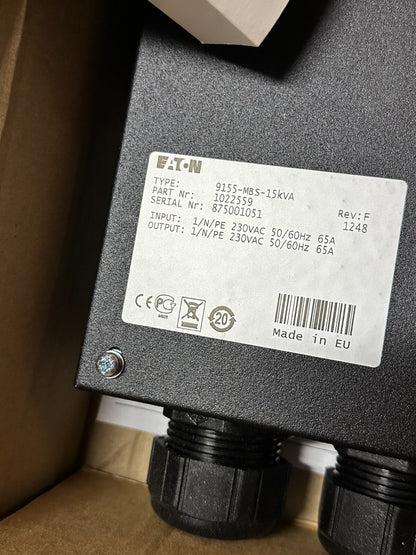 EATON
TYPE: 9155-MBS-15kVA
PART Nr: 1022559
SERIAL Nr: 875001051 Rev:F
1248
INPUT: 1/N/PE 230VAC 50/60Hz 65A
OUTPUT: 1/N/PE 230VAC 50/60Hz 65A
CE
20
Made in EU